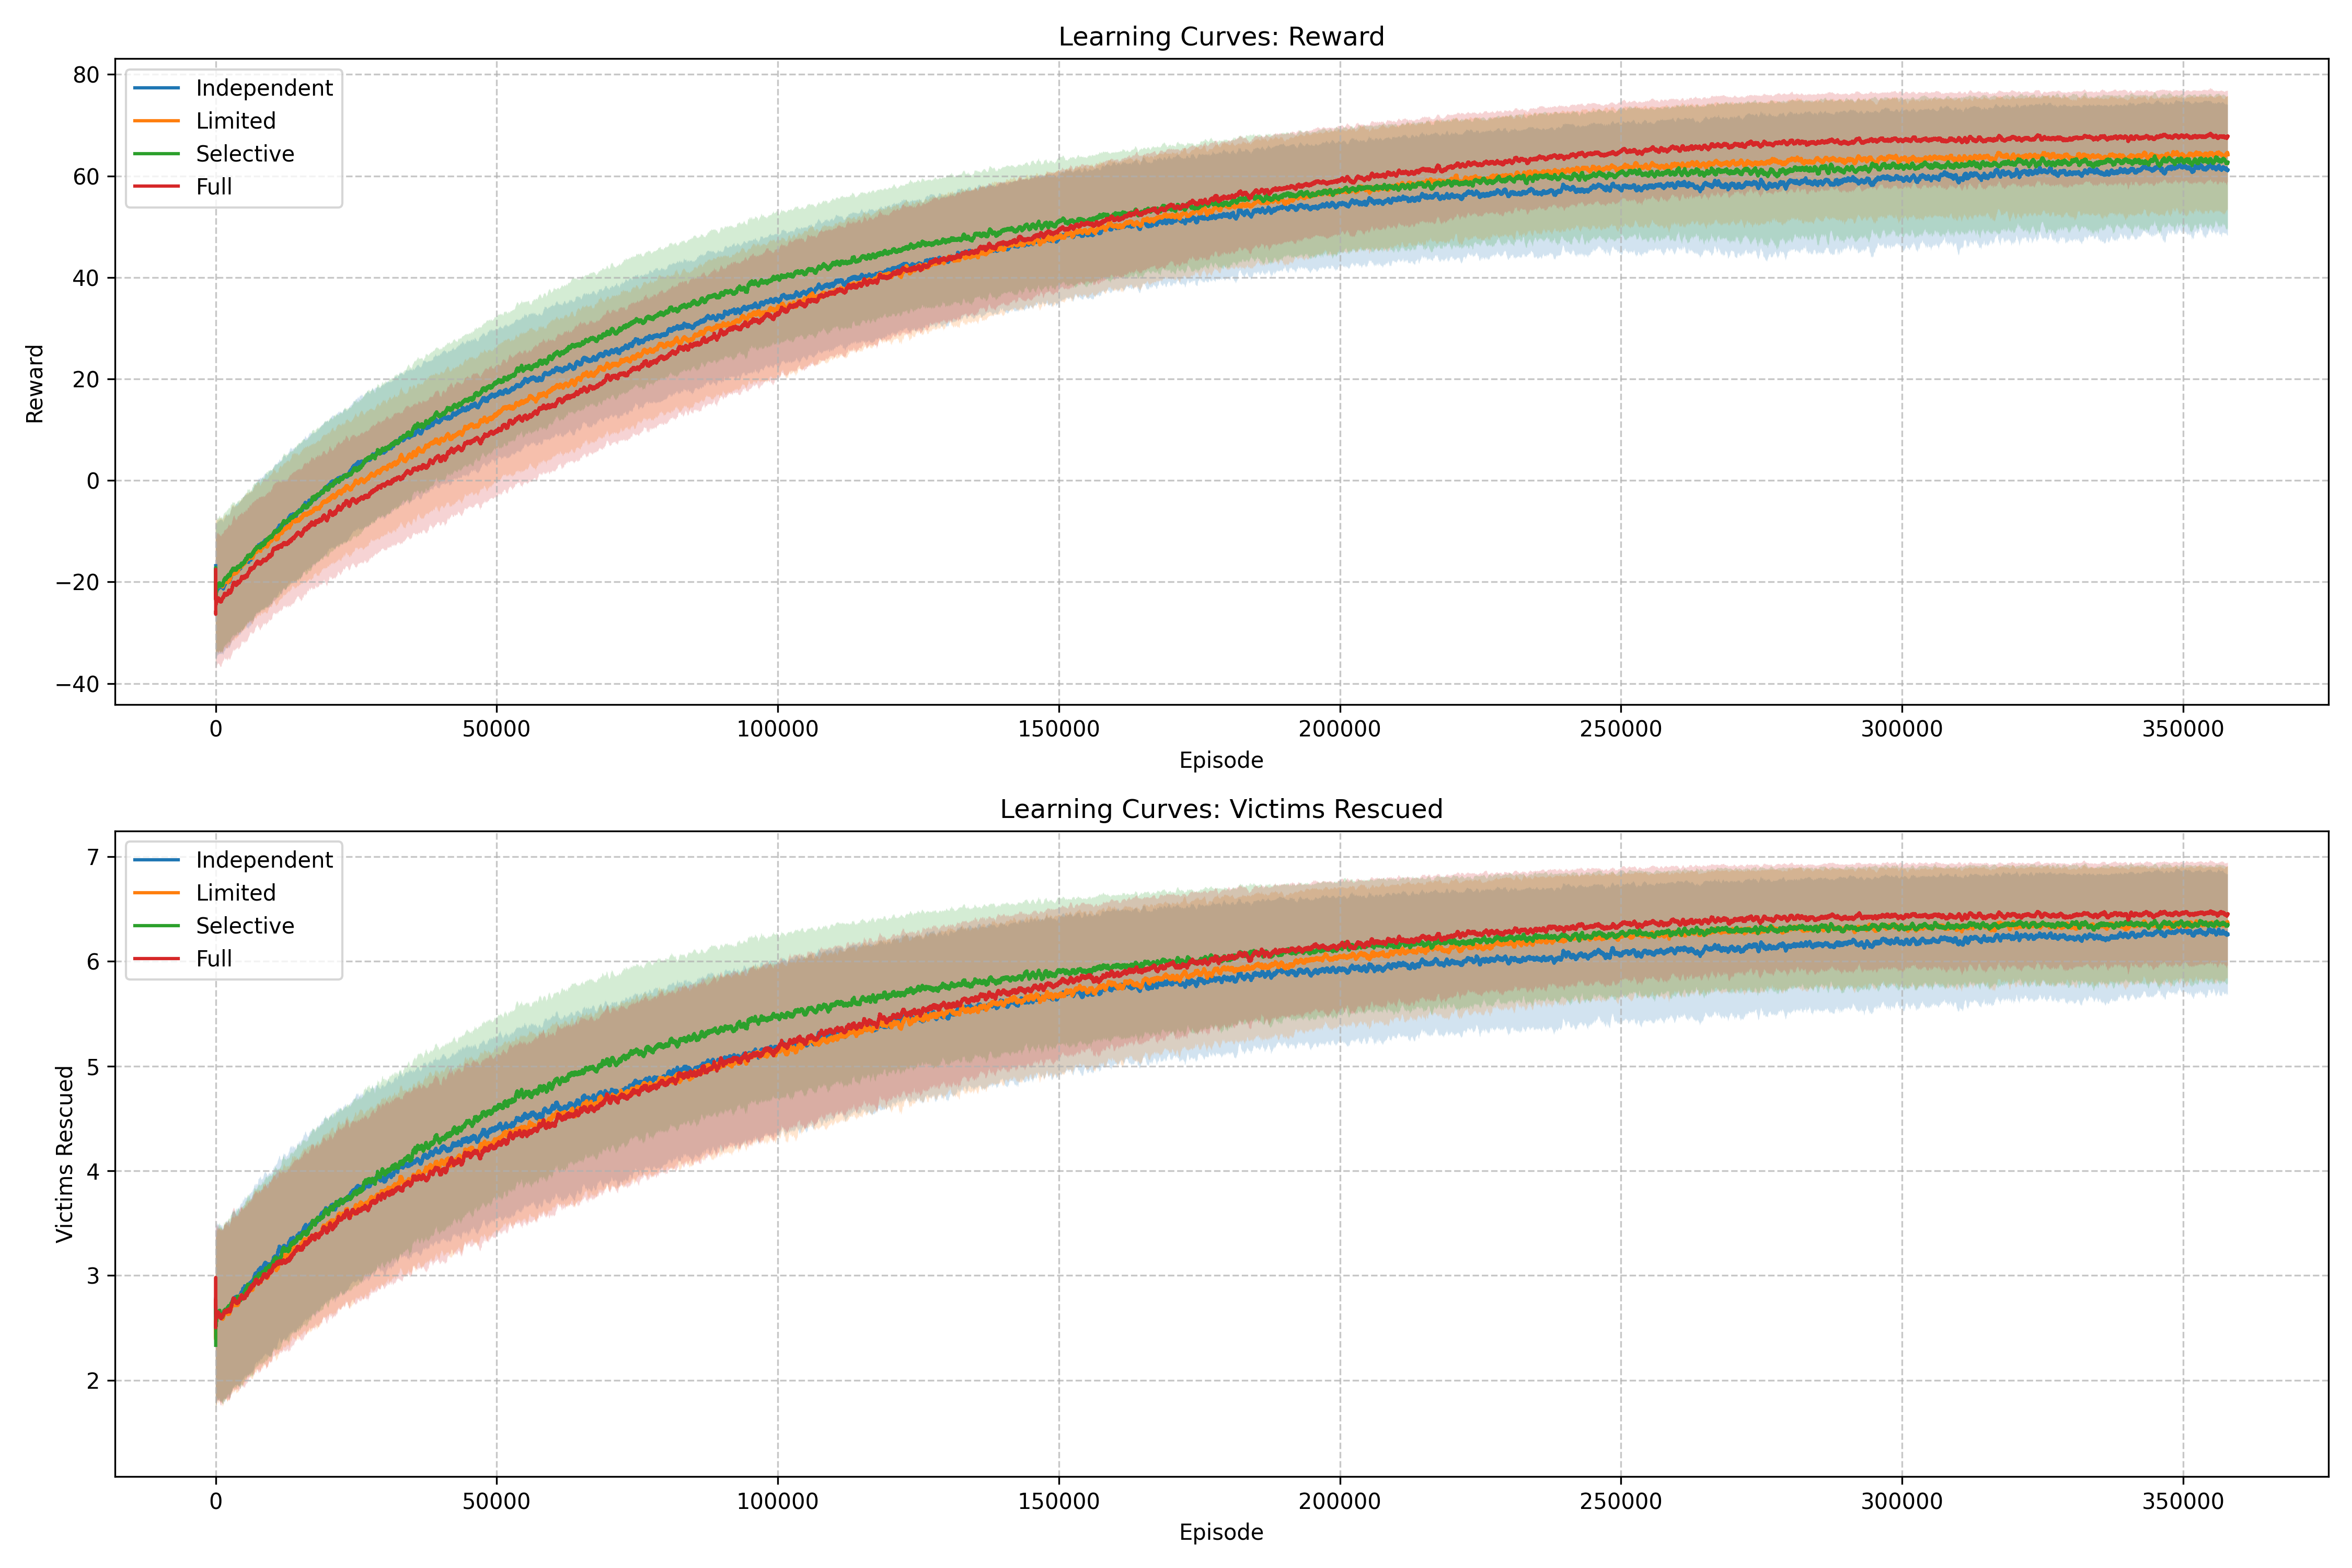 Learning Curves: Reward
Independent
Limited
Selective
Full
Reward
80
60
40
20
0
−20
−40
0 50000 100000 150000 200000 250000 300000 350000
Episode
Learning Curves: Victims Rescued
Independent
Limited
Selective
Full
Victims Rescued
7
6
5
4
3
2
0 50000 100000 150000 200000 250000 300000 350000
Episode